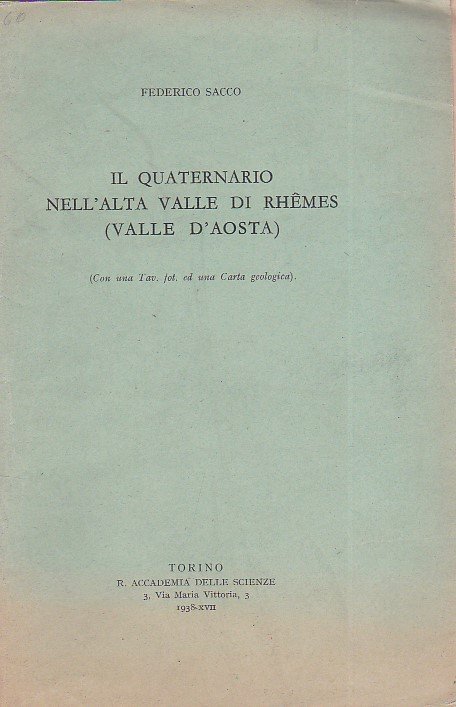 60
FEDERICO SACCO
IL QUATERNARIO
NELL'ALTA VALLE DI RHÊMES
(VALLE D'AOSTA)
(Con una Tav. fot. ed una Carta geologica).
TORINO
R. ACCADEMIA DELLE SCIENZE
3, Via Maria Vittoria, 3
1938-XVII